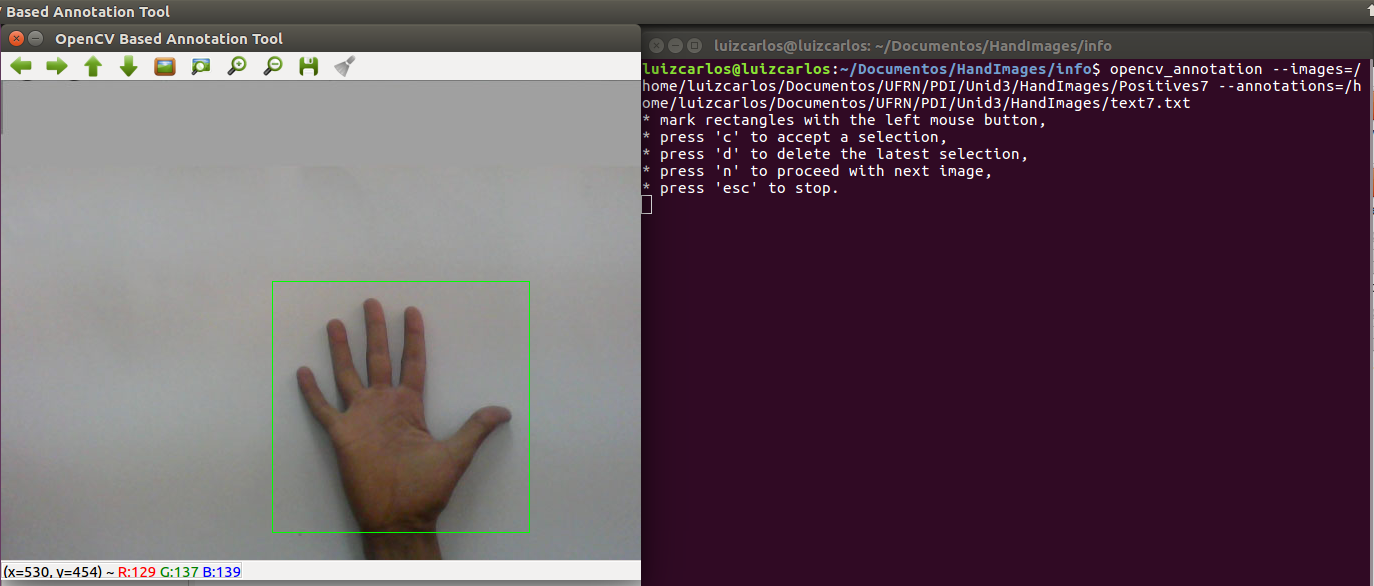 Based Annotation Tool
OpenCV Based Annotation Tool
(x=530, y=454) ~ R:129 G:137 B:139
luizcarlos@luizcarlos: ~/Documentos/HandImages/info
luizcarlos@luizcarlos:~/Documentos/HandImages/info$ opencv_annotation --images=/
home/luizcarlos/Documentos/UFRN/PDI/Unid3/HandImages/Positives7 --annotations=/h
ome/luizcarlos/Documentos/UFRN/PDI/Unid3/HandImages/text7.txt
* mark rectangles with the left mouse button,
* press 'c' to accept a selection,
* press 'd' to delete the latest selection,
* press 'n' to proceed with next image,
* press 'esc' to stop.